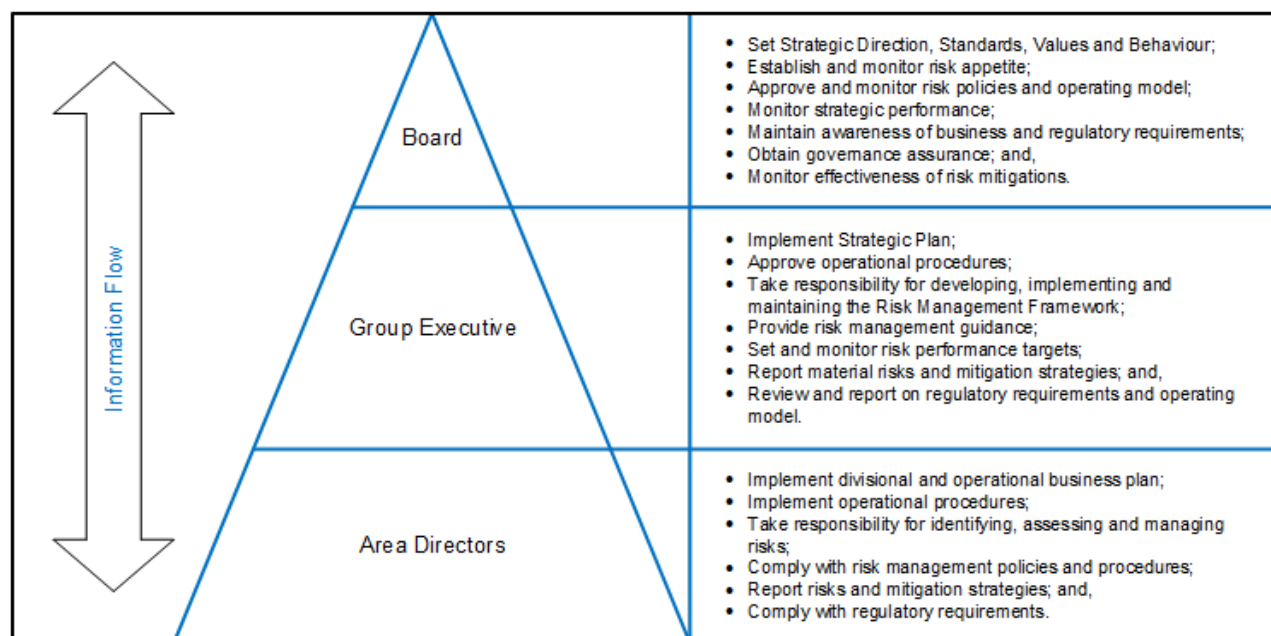 Information Flow
Board
• Set Strategic Direction, Standards, Values and Behaviour;
• Establish and monitor risk appetite;
• Approve and monitor risk policies and operating model;
• Monitor strategic performance;
• Maintain awareness of business and regulatory requirements;
• Obtain governance assurance; and,
• Monitor effectiveness of risk mitigations.
Group Executive
• Implement Strategic Plan;
• Approve operational procedures;
• Take responsibility for developing, implementing and
maintaining the Risk Management Framework;
• Provide risk management guidance;
• Set and monitor risk performance targets;
• Report material risks and mitigation strategies; and,
• Review and report on regulatory requirements and operating
model.
Area Directors
• Implement divisional and operational business plan;
• Implement operational procedures;
• Take responsibility for identifying, assessing and managing
risks;
• Comply with risk management policies and procedures;
• Report risks and mitigation strategies; and,
• Comply with regulatory requirements.